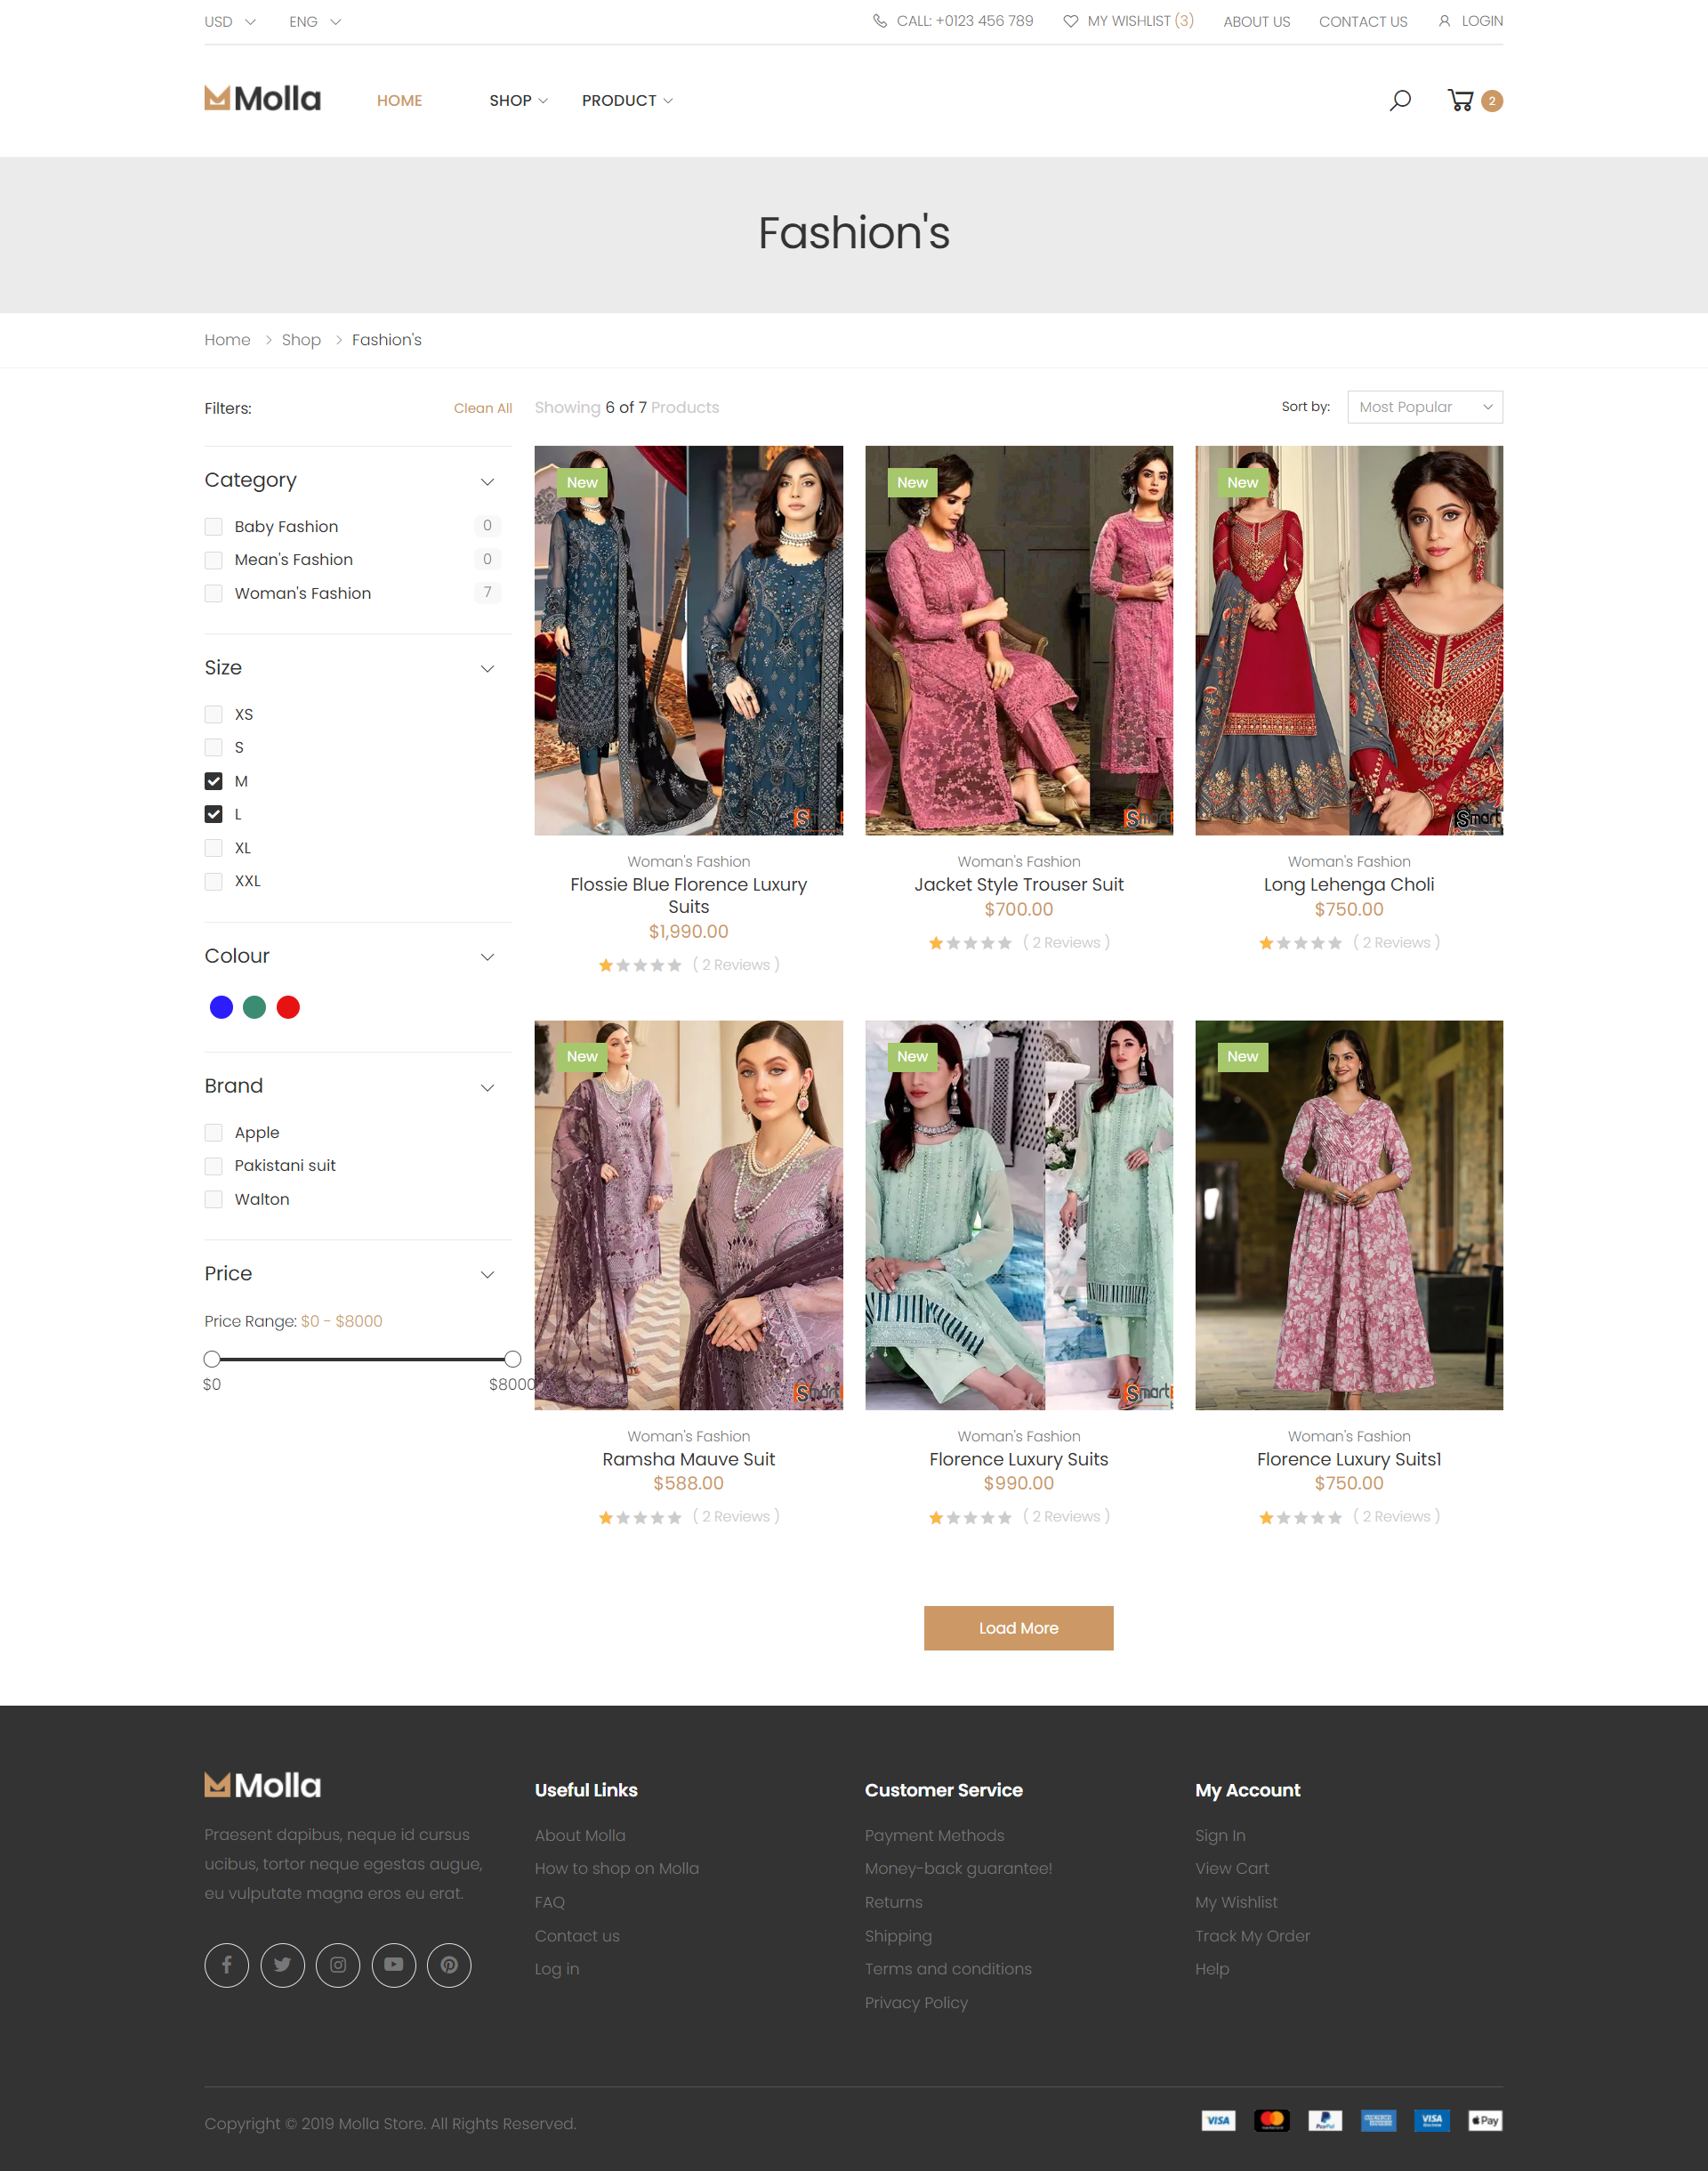 USD
ENG
CALL: +0123 456 789
MY WISHLIST (3)
ABOUT US
CONTACT US
LOGIN
Molla
HOME
SHOP
PRODUCT
2
Fashion's
Home
Shop
Fashion's
Filters:
Clean All
Showing 6 of 7 Products
Sort by:
Most Popular
Category
Baby Fashion
0
Mean's Fashion
0
Woman's Fashion
7
Size
XS
S
M
L
XL
XXL
Colour
Brand
Apple
Pakistani suit
Walton
Price
Price Range: $0 - $8000
$0
$8000
New
Smart
Woman's Fashion
Flossie Blue Florence Luxury
Suits
$1,990.00
( 2 Reviews )
New
Smart
Woman's Fashion
Jacket Style Trouser Suit
$700.00
( 2 Reviews )
New
Smart
Woman's Fashion
Long Lehenga Choli
$750.00
( 2 Reviews )
New
Smart
Woman's Fashion
Ramsha Mauve Suit
$588.00
( 2 Reviews )
New
Smart
Woman's Fashion
Florence Luxury Suits
$990.00
( 2 Reviews )
New
Woman's Fashion
Florence Luxury Suits1
$750.00
( 2 Reviews )
Load More
Molla
Praesent dapibus, neque id cursus
ucibus, tortor neque egestas augue,
eu vulputate magna eros eu erat.
Useful Links
About Molla
How to shop on Molla
FAQ
Contact us
Log in
Customer Service
Payment Methods
Money-back guarantee!
Returns
Shipping
Terms and conditions
Privacy Policy
My Account
Sign In
View Cart
My Wishlist
Track My Order
Help
Copyright © 2019 Molla Store. All Rights Reserved.
VISA
PayPal
VISA
Pay